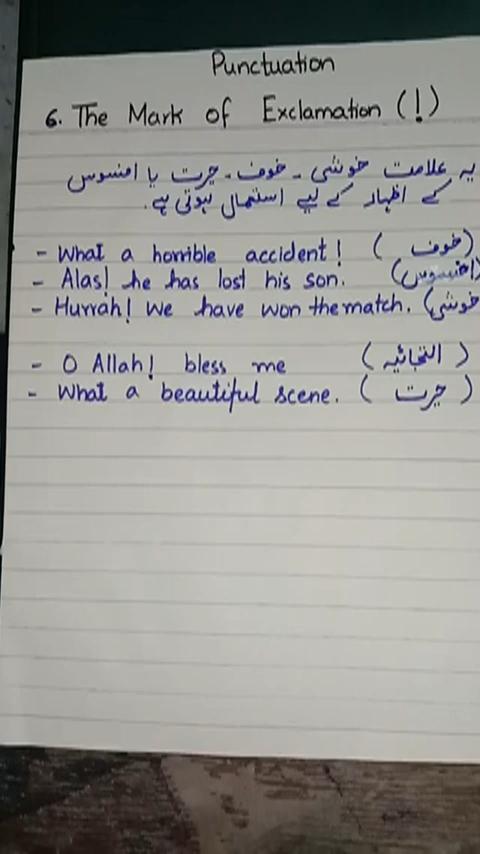 Punctuation
6. The Mark of Exclamation (!)
یہ علامت خوشی - خوف - حیرت یا افسوس
کے اظہار کے لیے استعمال ہوتی ہے۔
- What a horrible accident! (خوف)
- Alas! he has lost his son. (افسوس)
- Hurrah! we have won the match. (خوشی
- O Allah! bless me (التجائیہ)
- What a beautiful scene. (حیرت)